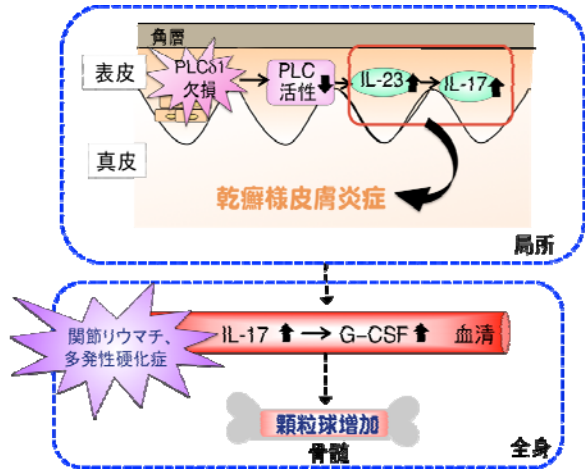 角層
表皮
PLCδ1
欠損
PLC
活性
IL-23
IL-17
真皮
乾癬様皮膚炎症
局所
関節リウマチ、
多発性硬化症
IL-17 → G-CSF 血清
顆粒球増加
骨髄
全身